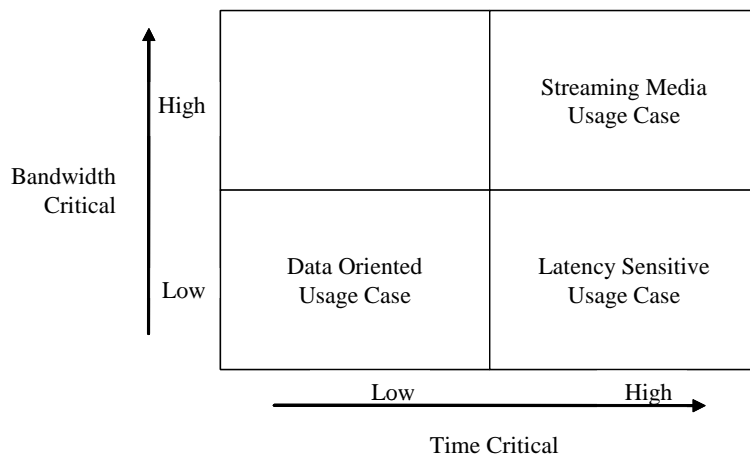 Streaming Media
Usage Case
High
Bandwidth
Critical
Data Oriented
Usage Case
Latency Sensitive
Usage Case
Low
Low
High
Time Critical